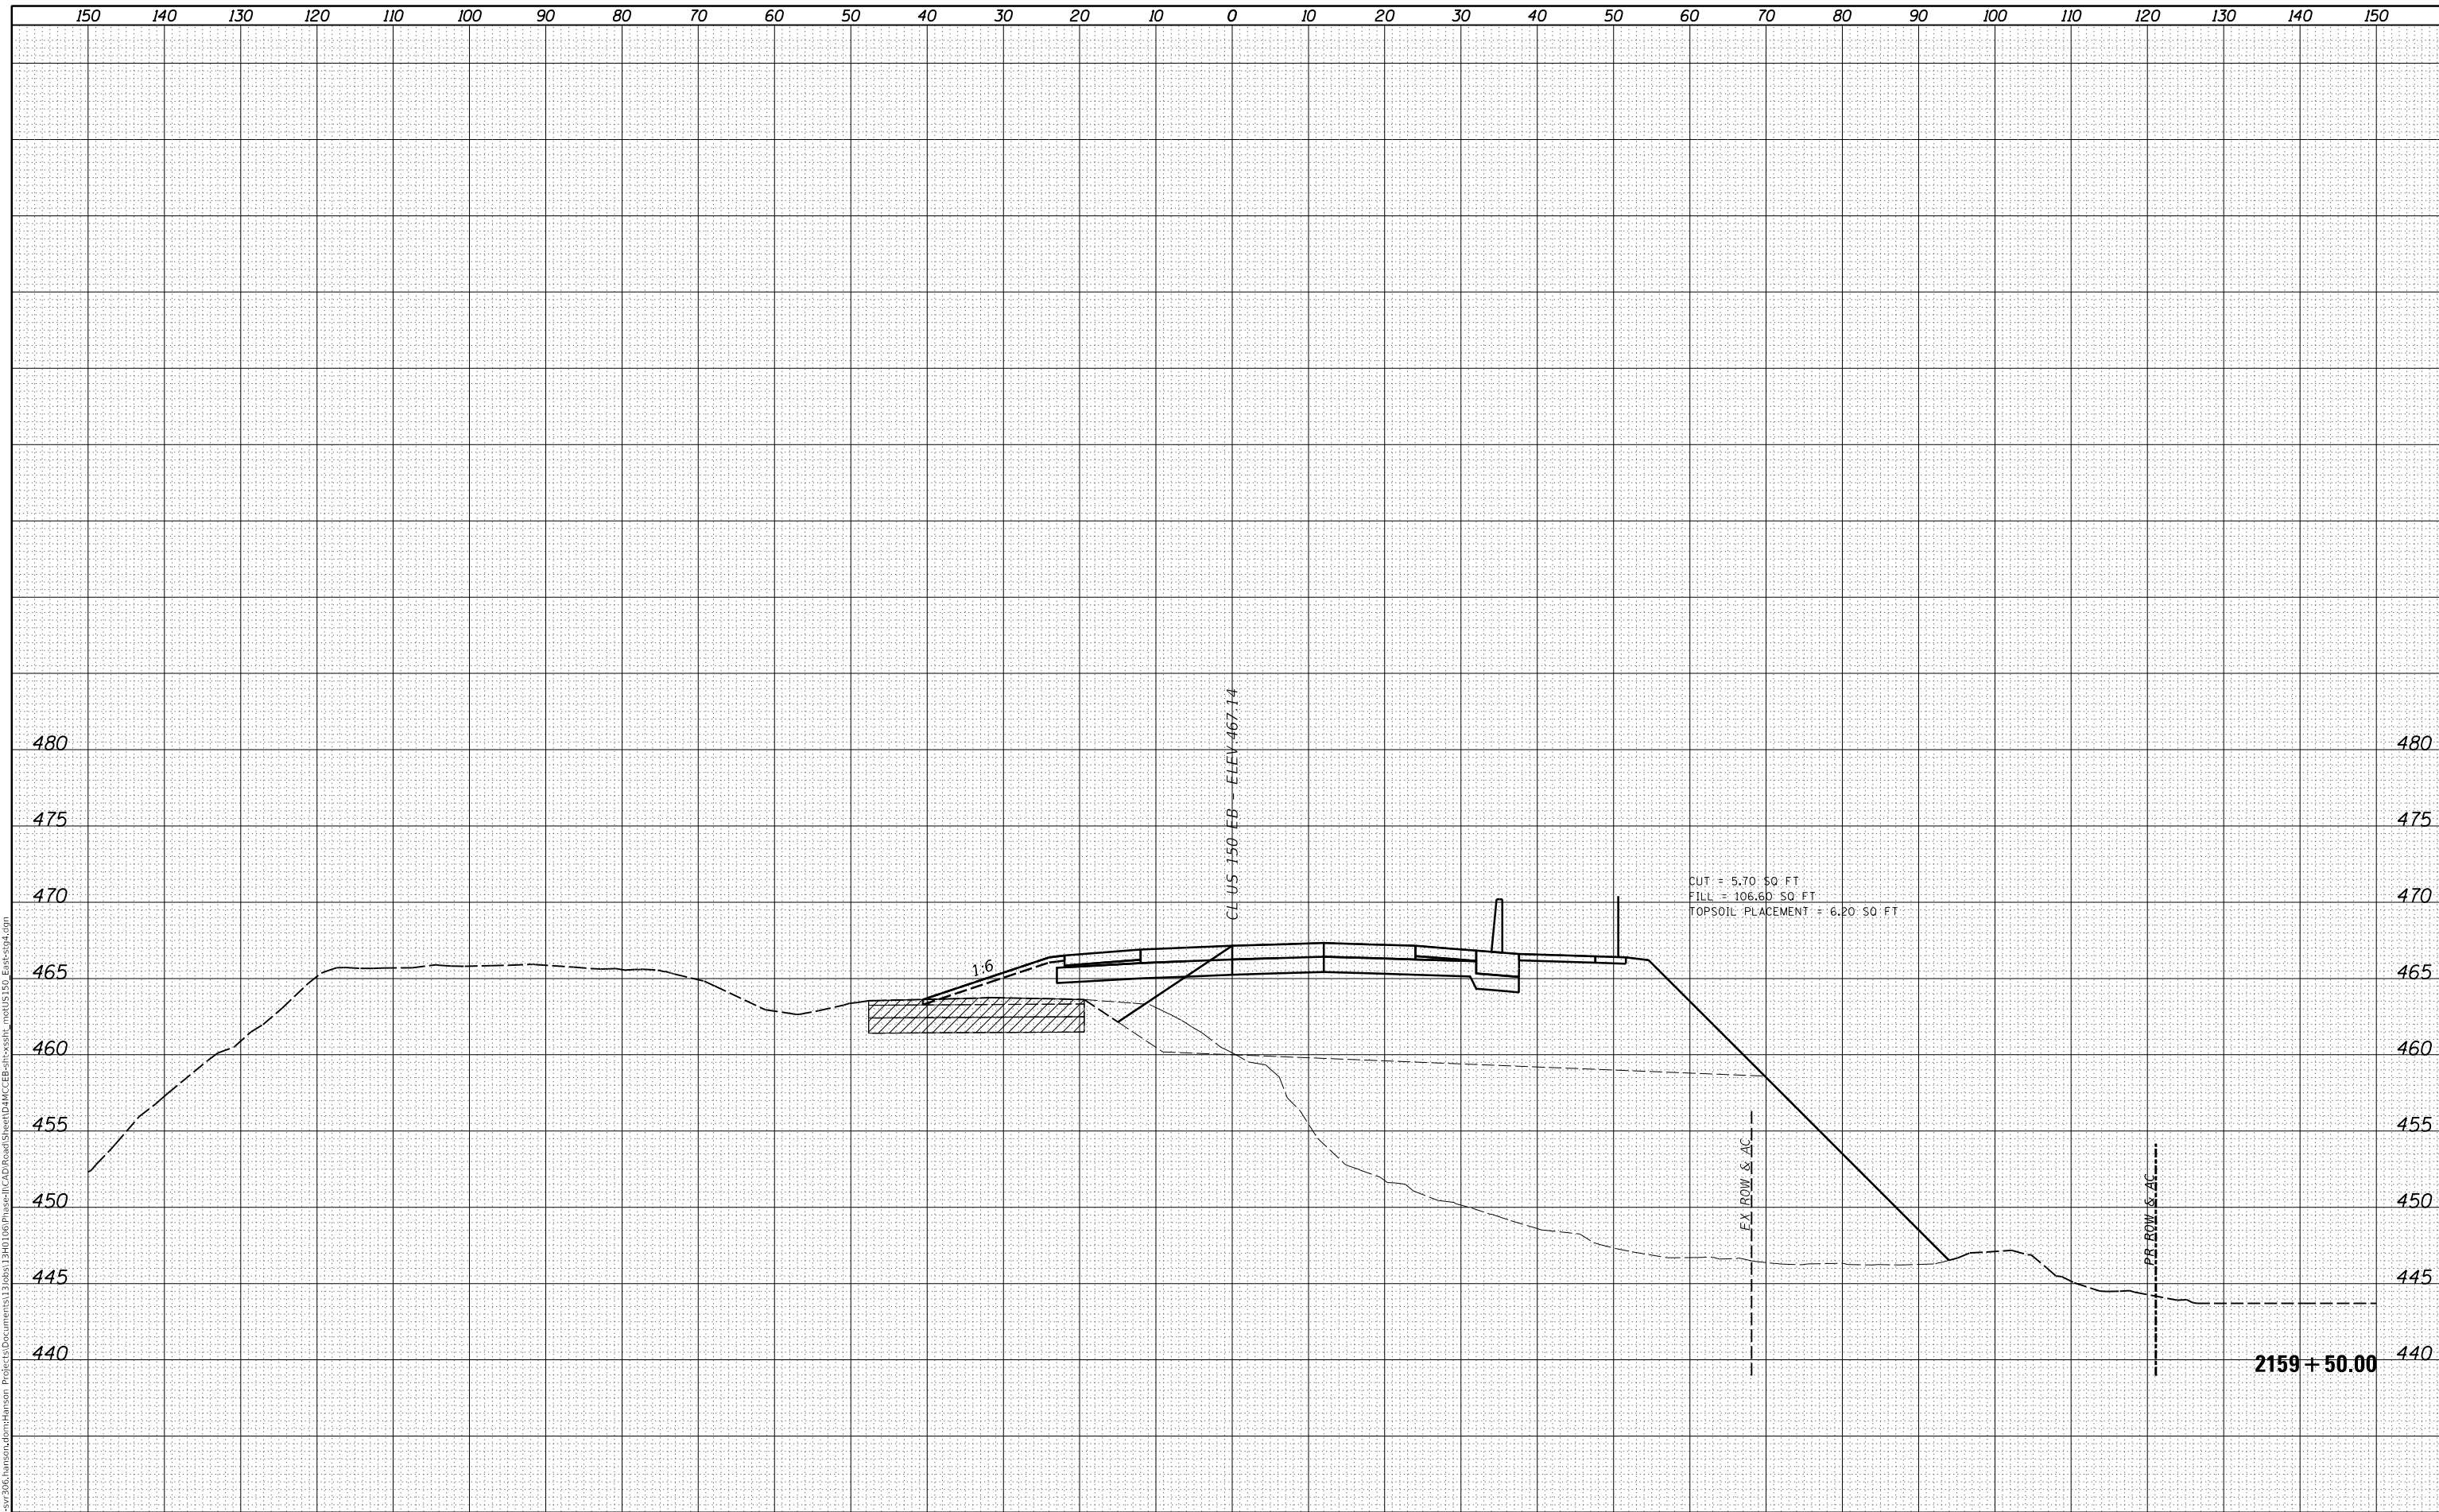 150 140 130 120 110 100 90 80 70 60 50 40 30 20 10 0 10 20 30 40 50 60 70 80 90 100 110 120 130 140 150
480 480
475 475
470 470
465 465
460 460
455 455
450 450
445 445
440 440
CL US 150 EB - ELEV 467.14
CUT = 5.70 SQ FT
FILL = 106.60 SQ FT
TOPSOIL PLACEMENT = 6.20 SQ FT
1:6
EX ROW & AC
PR ROW & AC
2159+50.00